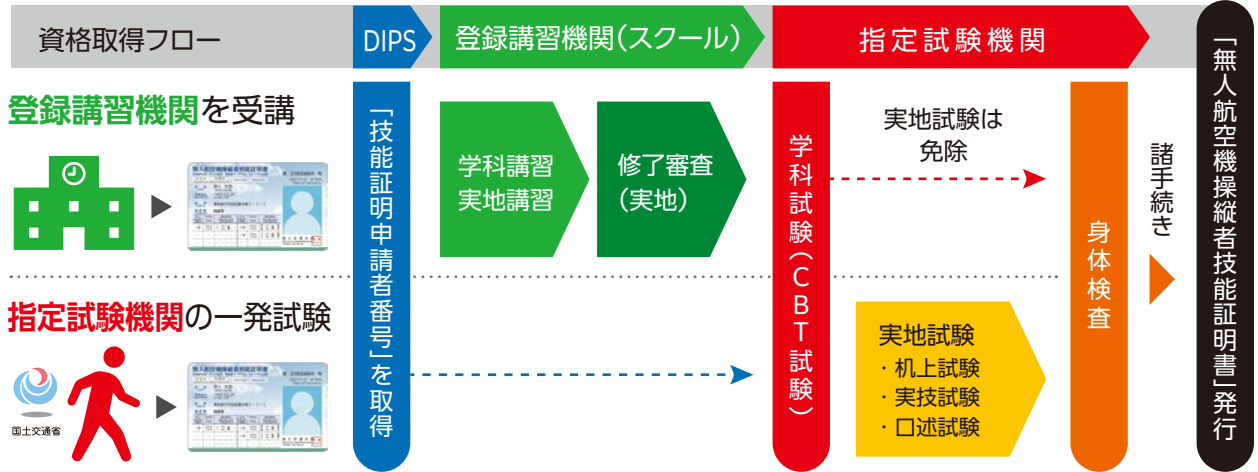 資格取得フロー
DIPS
登録講習機関(スクール)
指定試験機関
登録講習機関を受講
「技能証明申請者番号」を取得
学科講習
実地講習
修了審査
(実地)
学科試験(CBT試験)
実地試験は
免除
身体検査
諸手続き
「無人航空機操縦者技能証明書」発行
指定試験機関の一発試験
国土交通省
実地試験
・机上試験
・実技試験
・口述試験